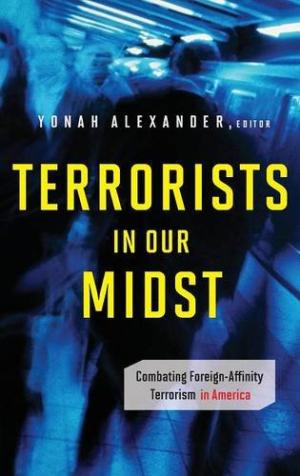 YONAH ALEXANDER, EDITOR
TERRORISTS
IN OUR
MIDST
Combating Foreign-Affinity
Terrorism in America